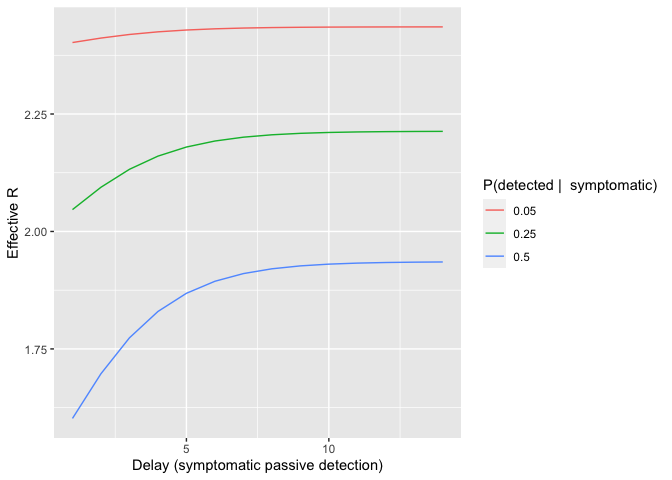 Effective R
2.25
2.00
1.75
5
10
Delay (symptomatic passive detection)
P(detected |  symptomatic)
0.05
0.25
0.5